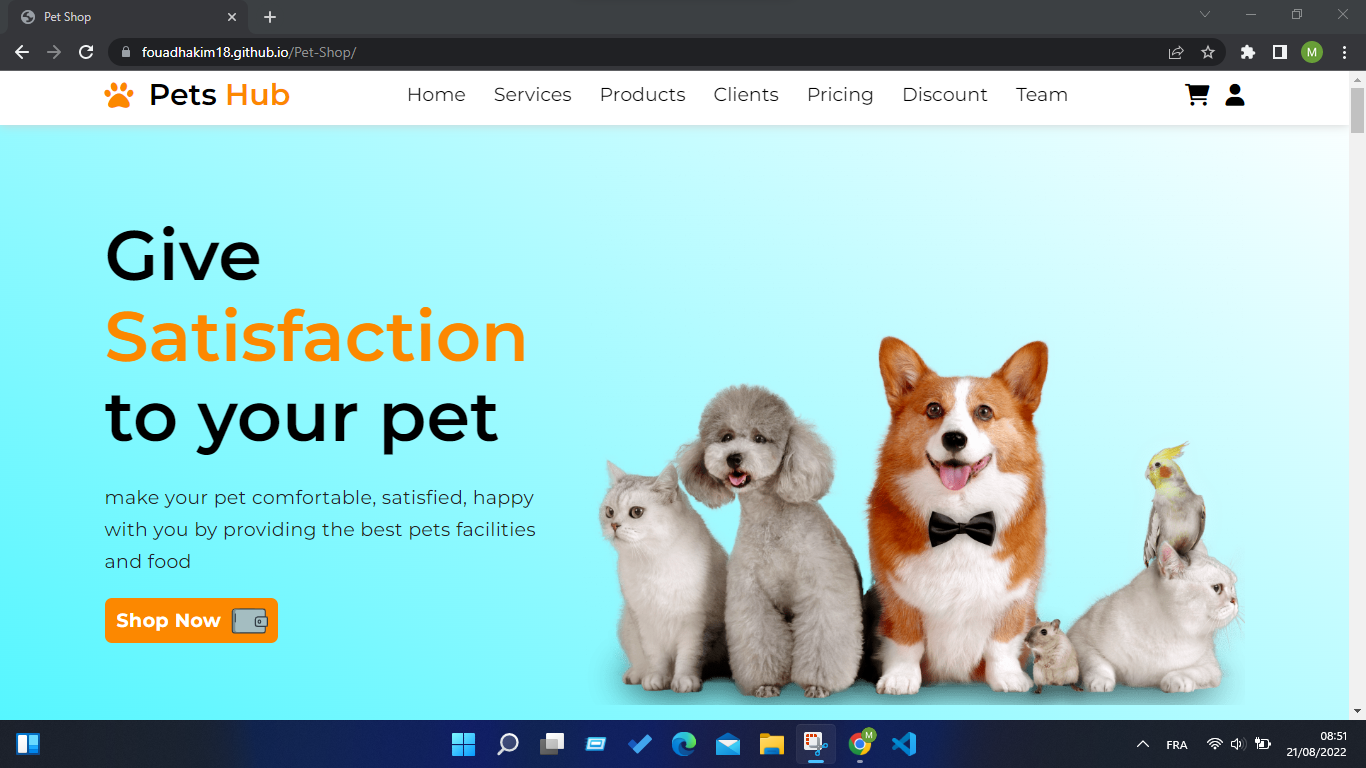 Pet Shop
fouadhakim18.github.io/Pet-Shop/
M
Pets Hub
Home Services Products Clients Pricing Discount Team
Give
Satisfaction
to your pet
make your pet comfortable, satisfied, happy
with you by providing the best pets facilities
and food
Shop Now
M
FRA
08:51
21/08/2022